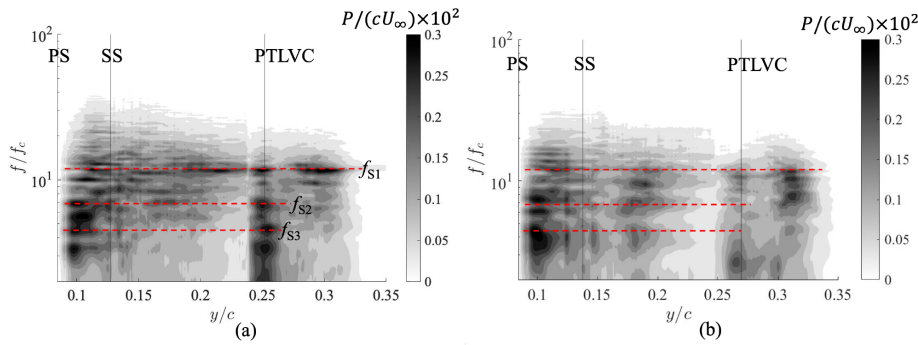 P/(cU∞)×10²
10²
PS SS PTLVC
f/f_c
10¹
f_S1
f_S2
f_S3
0.1 0.15 0.2 0.25 0.3 0.35
y/c
0.3
0.25
0.2
0.15
0.1
0.05
0
(a)
P/(cU∞)×10²
10²
PS SS PTLVC
f/f_c
10¹
0.1 0.15 0.2 0.25 0.3 0.35
y/c
0.3
0.25
0.2
0.15
0.1
0.05
0
(b)